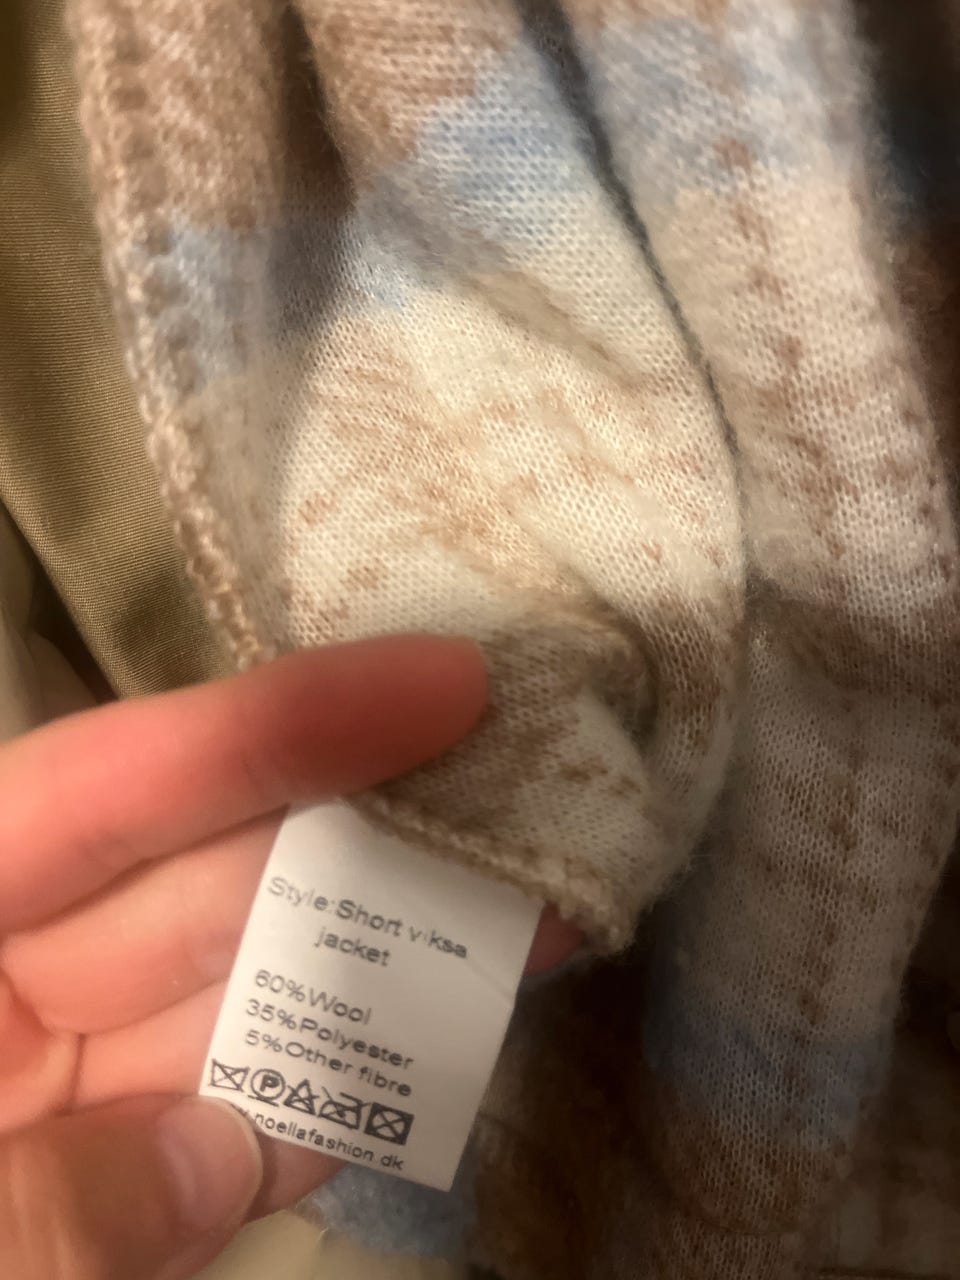 Style:Short viksa
jacket
60%Wool
35%Polyester
5%Other fibre
P
noellafashion.dk